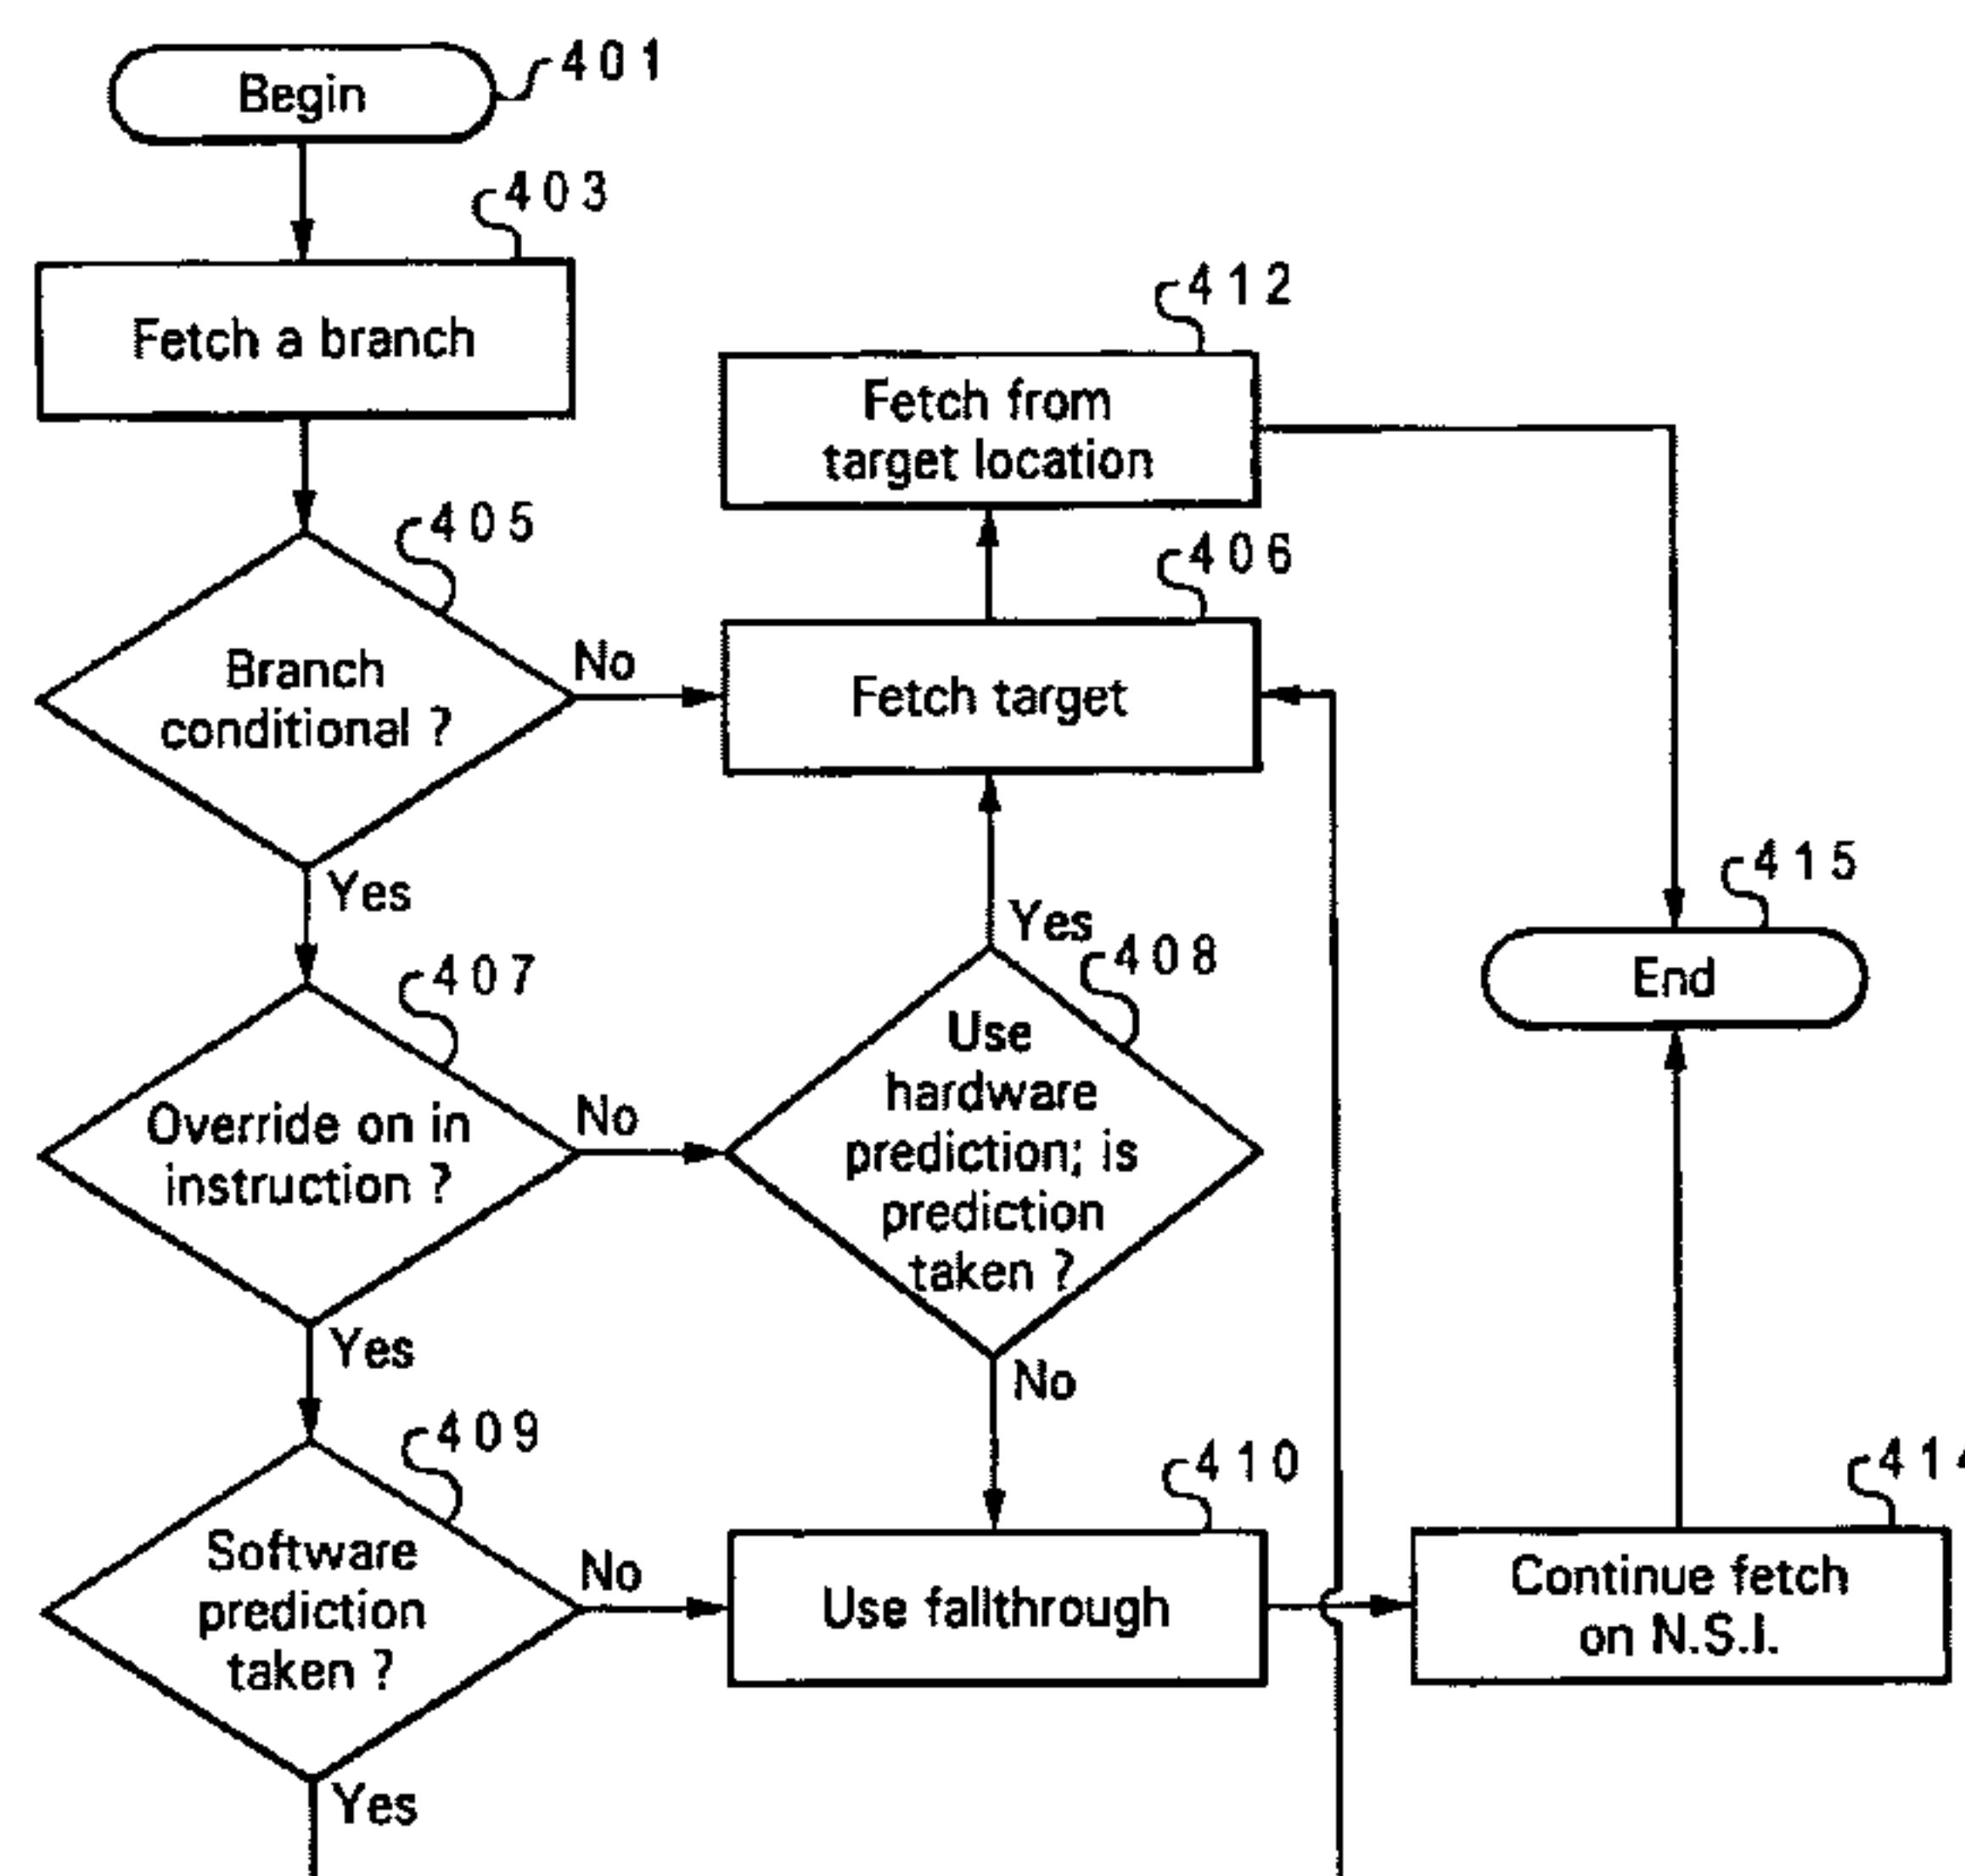 Begin
401
403
Fetch a branch
412
Fetch from
target location
405
Branch
conditional ?
No
Yes
406
Fetch target
415
End
407
Override on in
instruction ?
No
Yes
408
Yes
Use
hardware
prediction; is
prediction
taken ?
No
409
Software
prediction
taken ?
No
Yes
410
Use fallthrough
414
Continue fetch
on N.S.I.